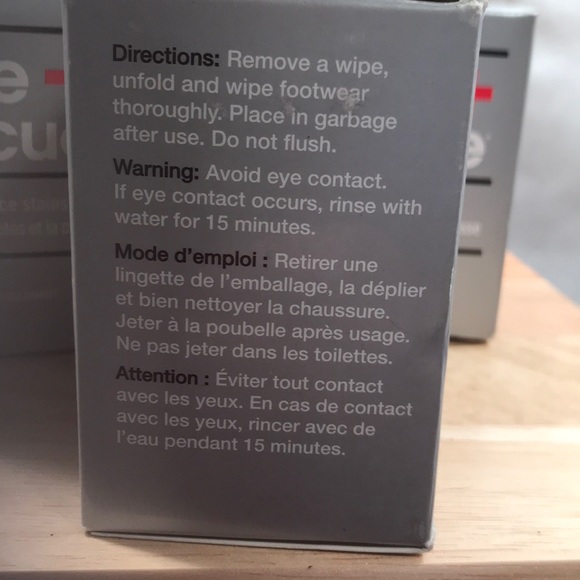 Directions: Remove a wipe,
unfold and wipe footwear
thoroughly. Place in garbage
after use. Do not flush.
Warning: Avoid eye contact.
If eye contact occurs, rinse with
water for 15 minutes.
Mode d'emploi : Retirer une
lingette de l'emballage, la déplier
et bien nettoyer la chaussure.
Jeter à la poubelle après usage.
Ne pas jeter dans les toilettes.
Attention : Éviter tout contact
avec les yeux. En cas de contact
avec les yeux, rincer avec de
l'eau pendant 15 minutes.